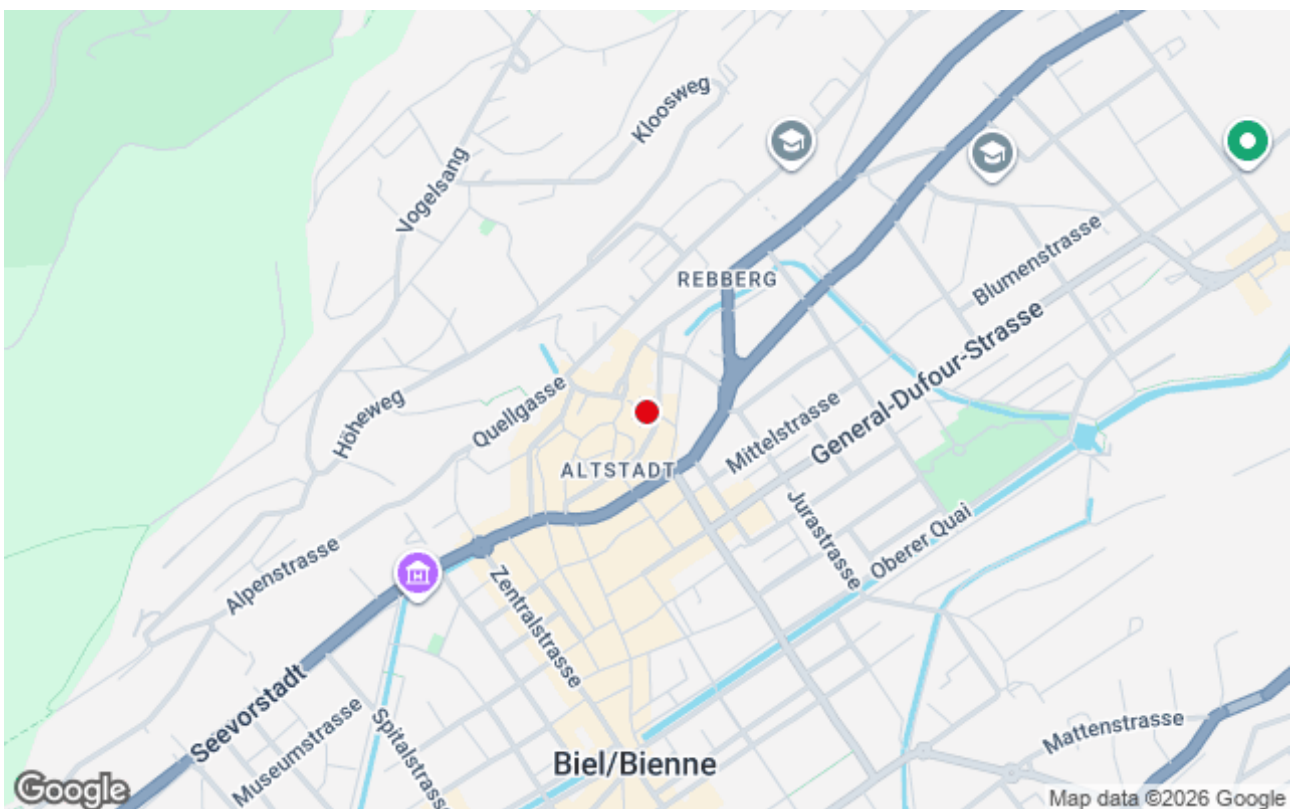 Kloosweg
Vogelsang
REBBERG
Blumenstrasse
General-Dufour-Strasse
Höheweg
Quellgasse
Mittelstrasse
ALTSTADT
Jurastrasse
Oberer Quai
Alpenstrasse
Zentralstrasse
Seevorstadt
Museumstrasse
Spitalstrasse
Mattenstrasse
Biel/Bienne
Google
Map data ©2026 Google